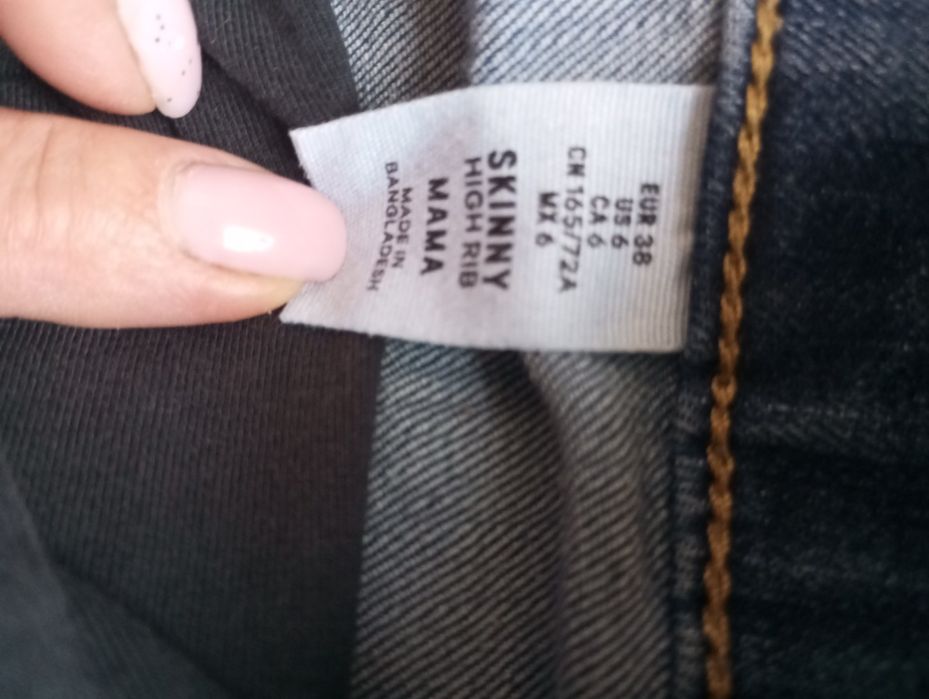 EUR 38
US 6
CA 6
CN 165/72A
MX 6
SKINNY
HIGH RIB
MAMA
MADE IN
BANGLADESH